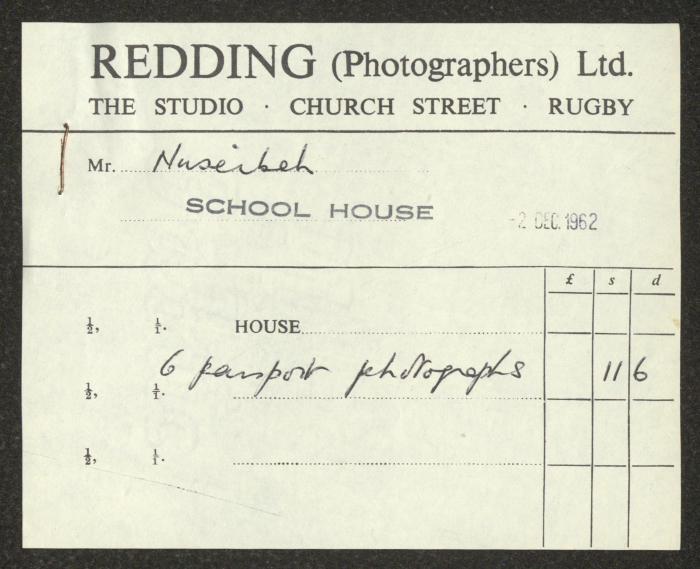 REDDING (Photographers) Ltd.
THE STUDIO · CHURCH STREET · RUGBY
Mr. Nuseibeh
SCHOOL HOUSE
-2 DEC. 1962
£ s d
½, 1/1. HOUSE
6 passport photographs 11 6
½, 1/1.
½, 1/1.